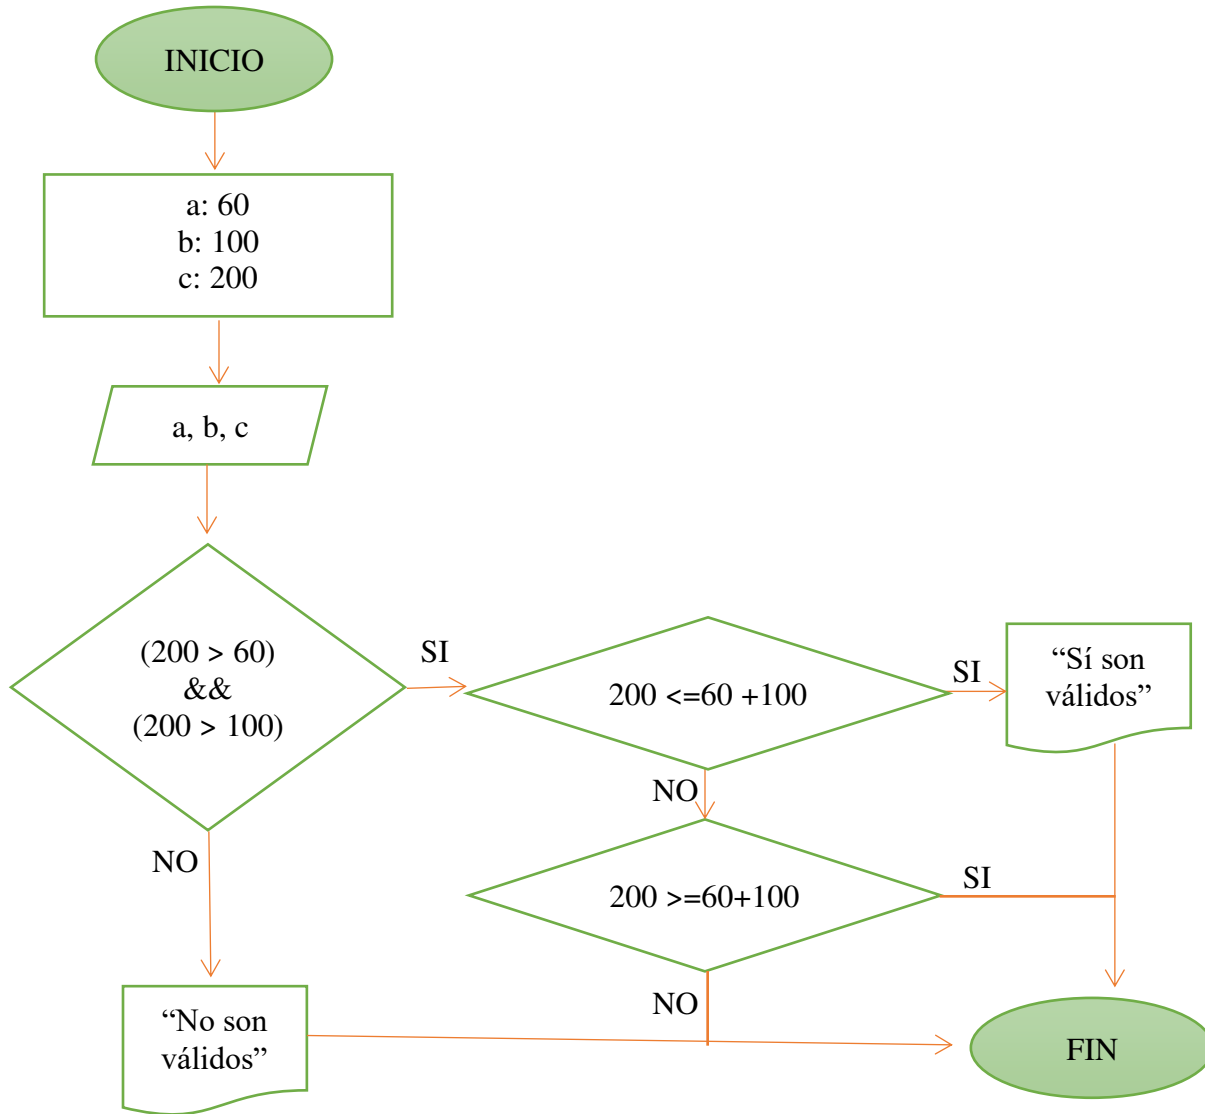 INICIO
a: 60
b: 100
c: 200
a, b, c
(200 > 60)
&&
(200 > 100)
SI
200 <=60 +100
SI
“Sí son
válidos”
NO
NO
200 >=60+100
SI
NO
“No son
válidos”
FIN